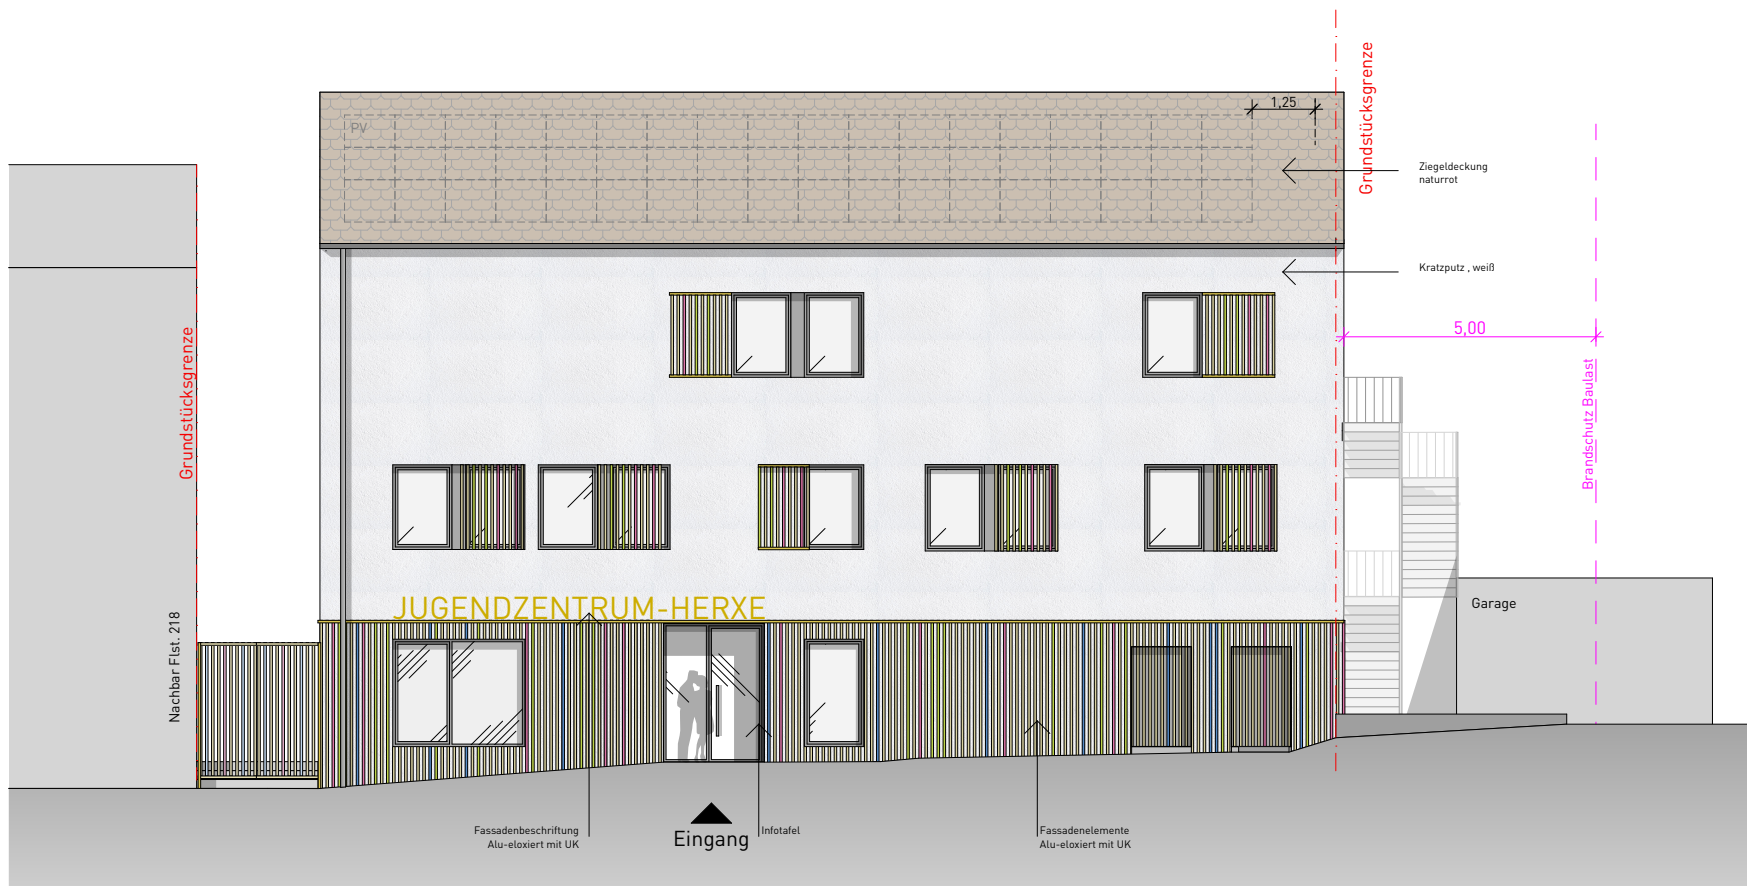 PV
1,25
Grundstücksgrenze
Ziegeldeckung
naturrot
Kratzputz , weiß
5,00
Grundstücksgrenze
Brandschutz Baulast
JUGENDZENTRUM-HERXE
Garage
Nachbar Flst. 218
Fassadenbeschriftung
Alu-eloxiert mit UK
Eingang
Infotafel
Fassadenelemente
Alu-eloxiert mit UK